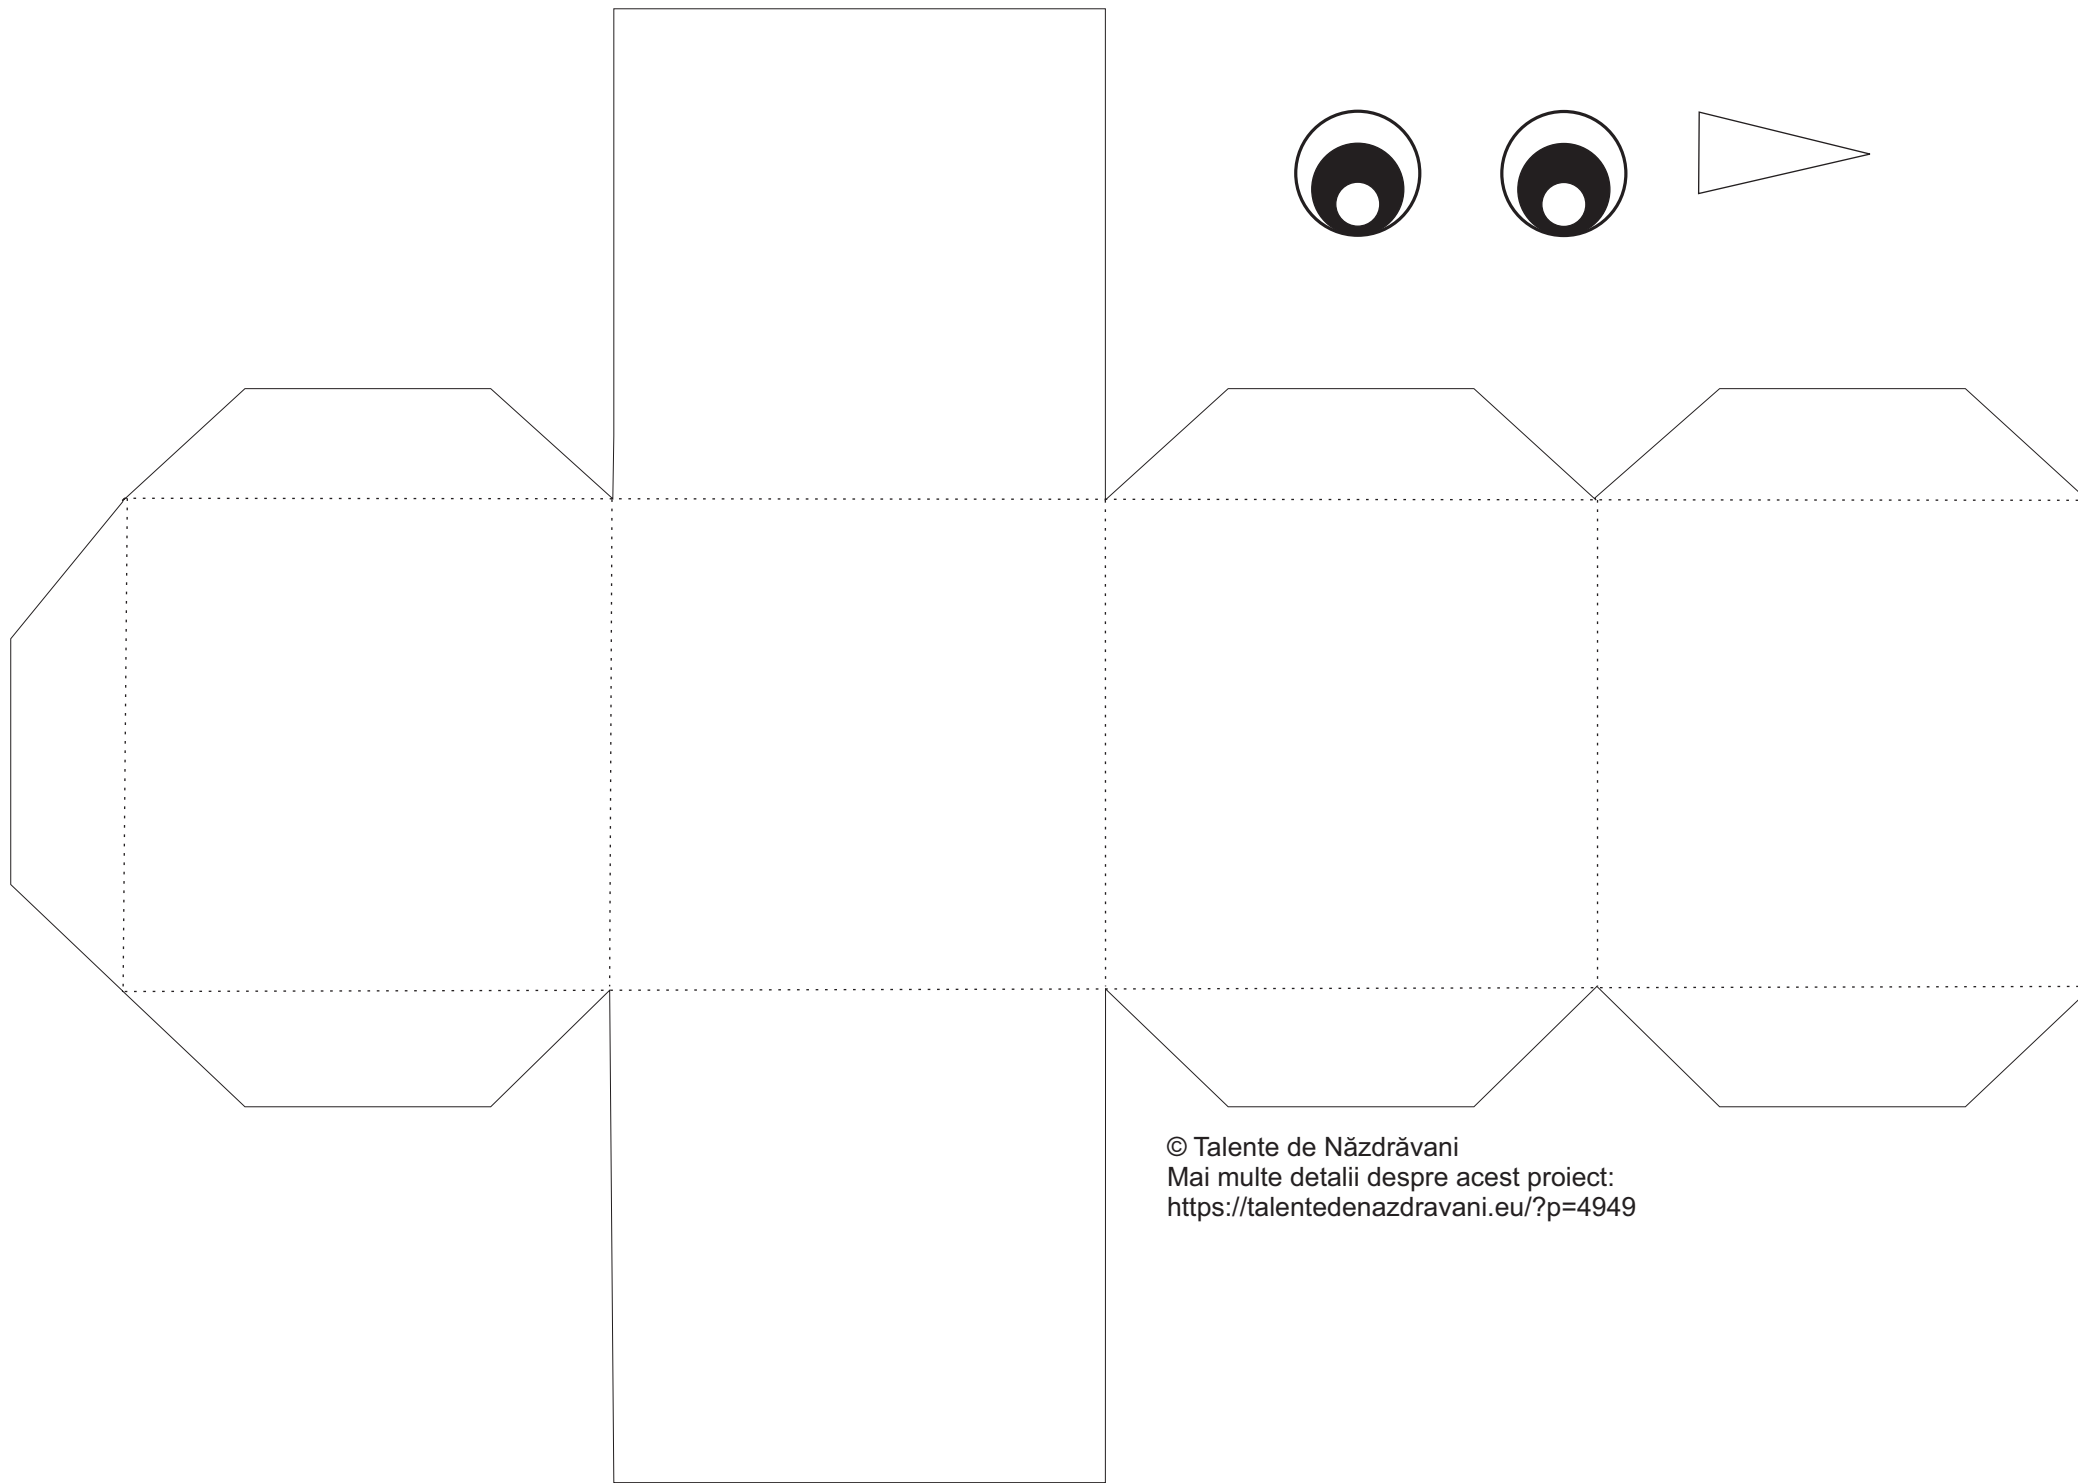 © Talente de Năzdrăvani
Mai multe detalii despre acest proiect:
https://talentedenazdravani.eu/?p=4949